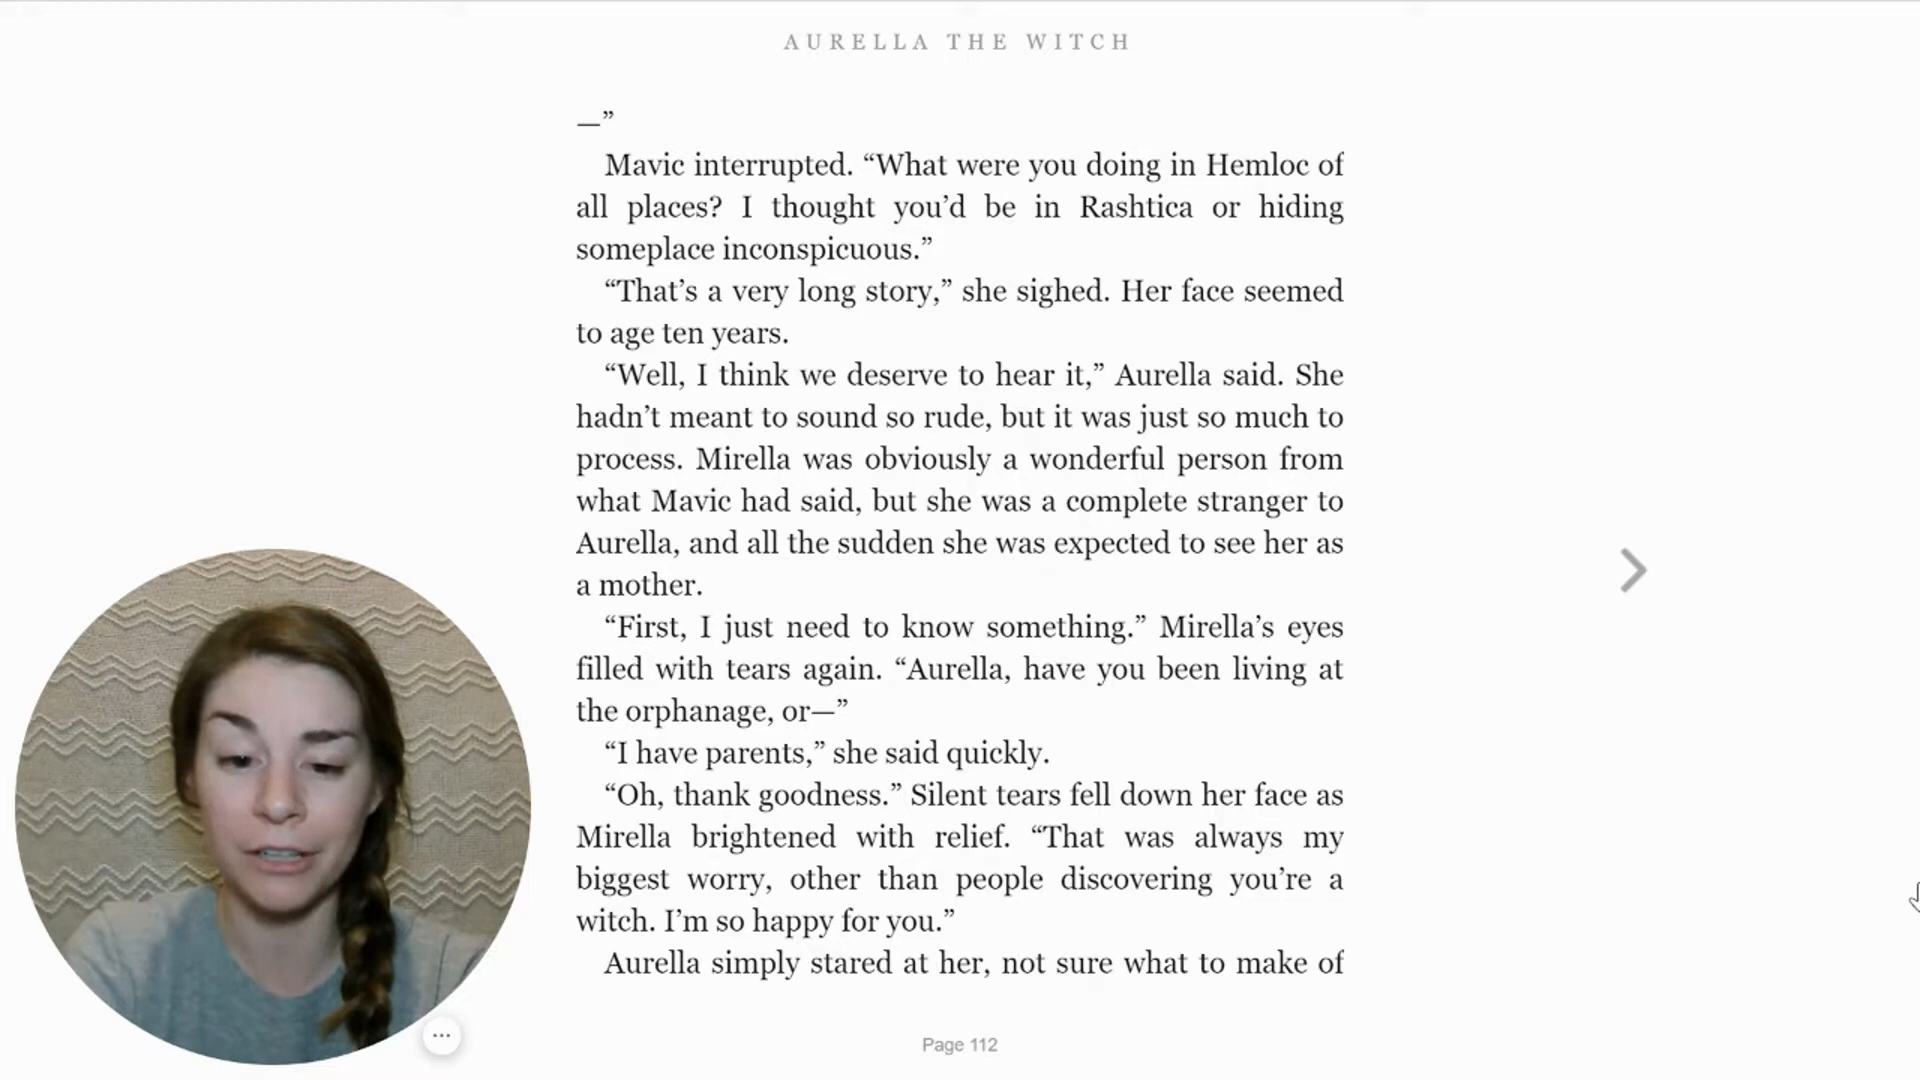 AURELLA THE WITCH
—”
Mavic interrupted. “What were you doing in Hemloc of
all places? I thought you’d be in Rashtica or hiding
someplace inconspicuous.”
“That’s a very long story,” she sighed. Her face seemed
to age ten years.
“Well, I think we deserve to hear it,” Aurella said. She
hadn’t meant to sound so rude, but it was just so much to
process. Mirella was obviously a wonderful person from
what Mavic had said, but she was a complete stranger to
Aurella, and all the sudden she was expected to see her as
a mother.
“First, I just need to know something.” Mirella’s eyes
filled with tears again. “Aurella, have you been living at
the orphanage, or—”
“I have parents,” she said quickly.
“Oh, thank goodness.” Silent tears fell down her face as
Mirella brightened with relief. “That was always my
biggest worry, other than people discovering you’re a
witch. I’m so happy for you.”
Aurella simply stared at her, not sure what to make of
Page 112